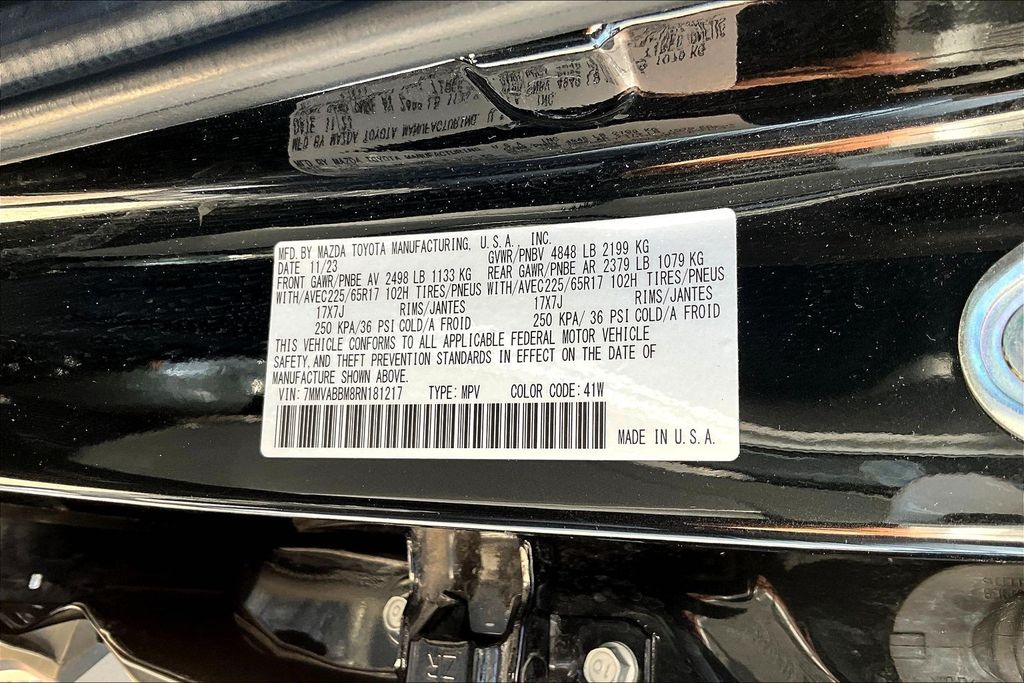 MFD. BY MAZDA TOYOTA MANUFACTURING, U.S.A., INC.
DATE 11/23 GVWR/PNBV 4848 LB 2199 KG
FRONT GAWR/PNBE AV 2498 LB 1133 KG REAR GAWR/PNBE AR 2379 LB 1079 KG
WITH/AVEC225/65R17 102H TIRES/PNEUS WITH/AVEC225/65R17 102H TIRES/PNEUS
17X7J RIMS/JANTES 17X7J RIMS/JANTES
250 KPA/36 PSI COLD/A FROID 250 KPA/ 36 PSI COLD/A FROID
THIS VEHICLE CONFORMS TO ALL APPLICABLE FEDERAL MOTOR VEHICLE
SAFETY, AND THEFT PREVENTION STANDARDS IN EFFECT ON THE DATE OF
MANUFACTURE SHOWN ABOVE.
VIN: 7MMVABBM8RN181217 TYPE: MPV COLOR CODE: 41W
MADE IN U.S.A.
10